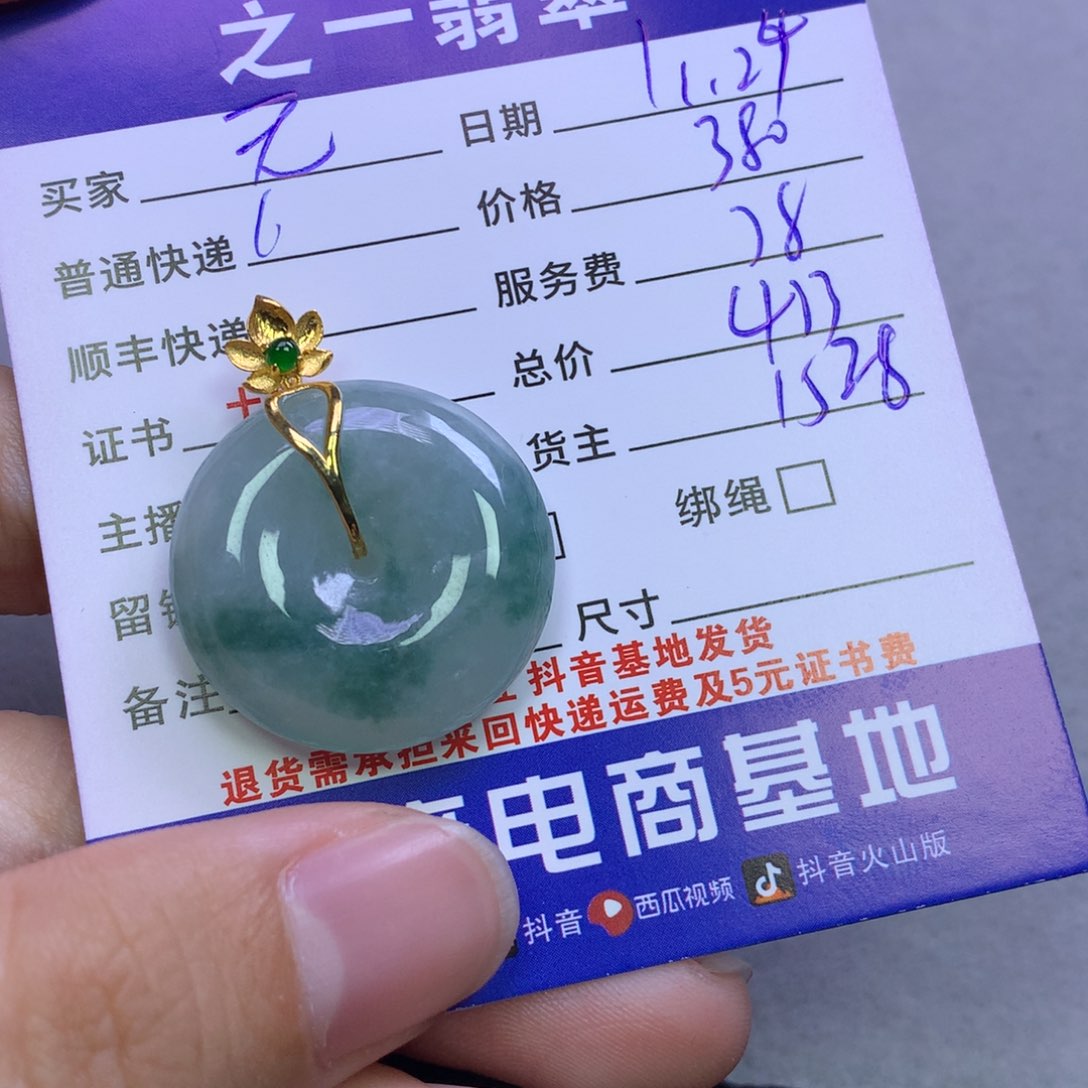 之一翡翠
买家 元 日期 11.24
普通快递 6 价格 380
顺丰快递 服务费 28
证书 + 总价 413
主播 货主 1528
绑绳
尺寸
备注 抖音基地发货
退货需承担来回快递运费及5元证书费
电商基地
抖音 西瓜视频 抖音火山版